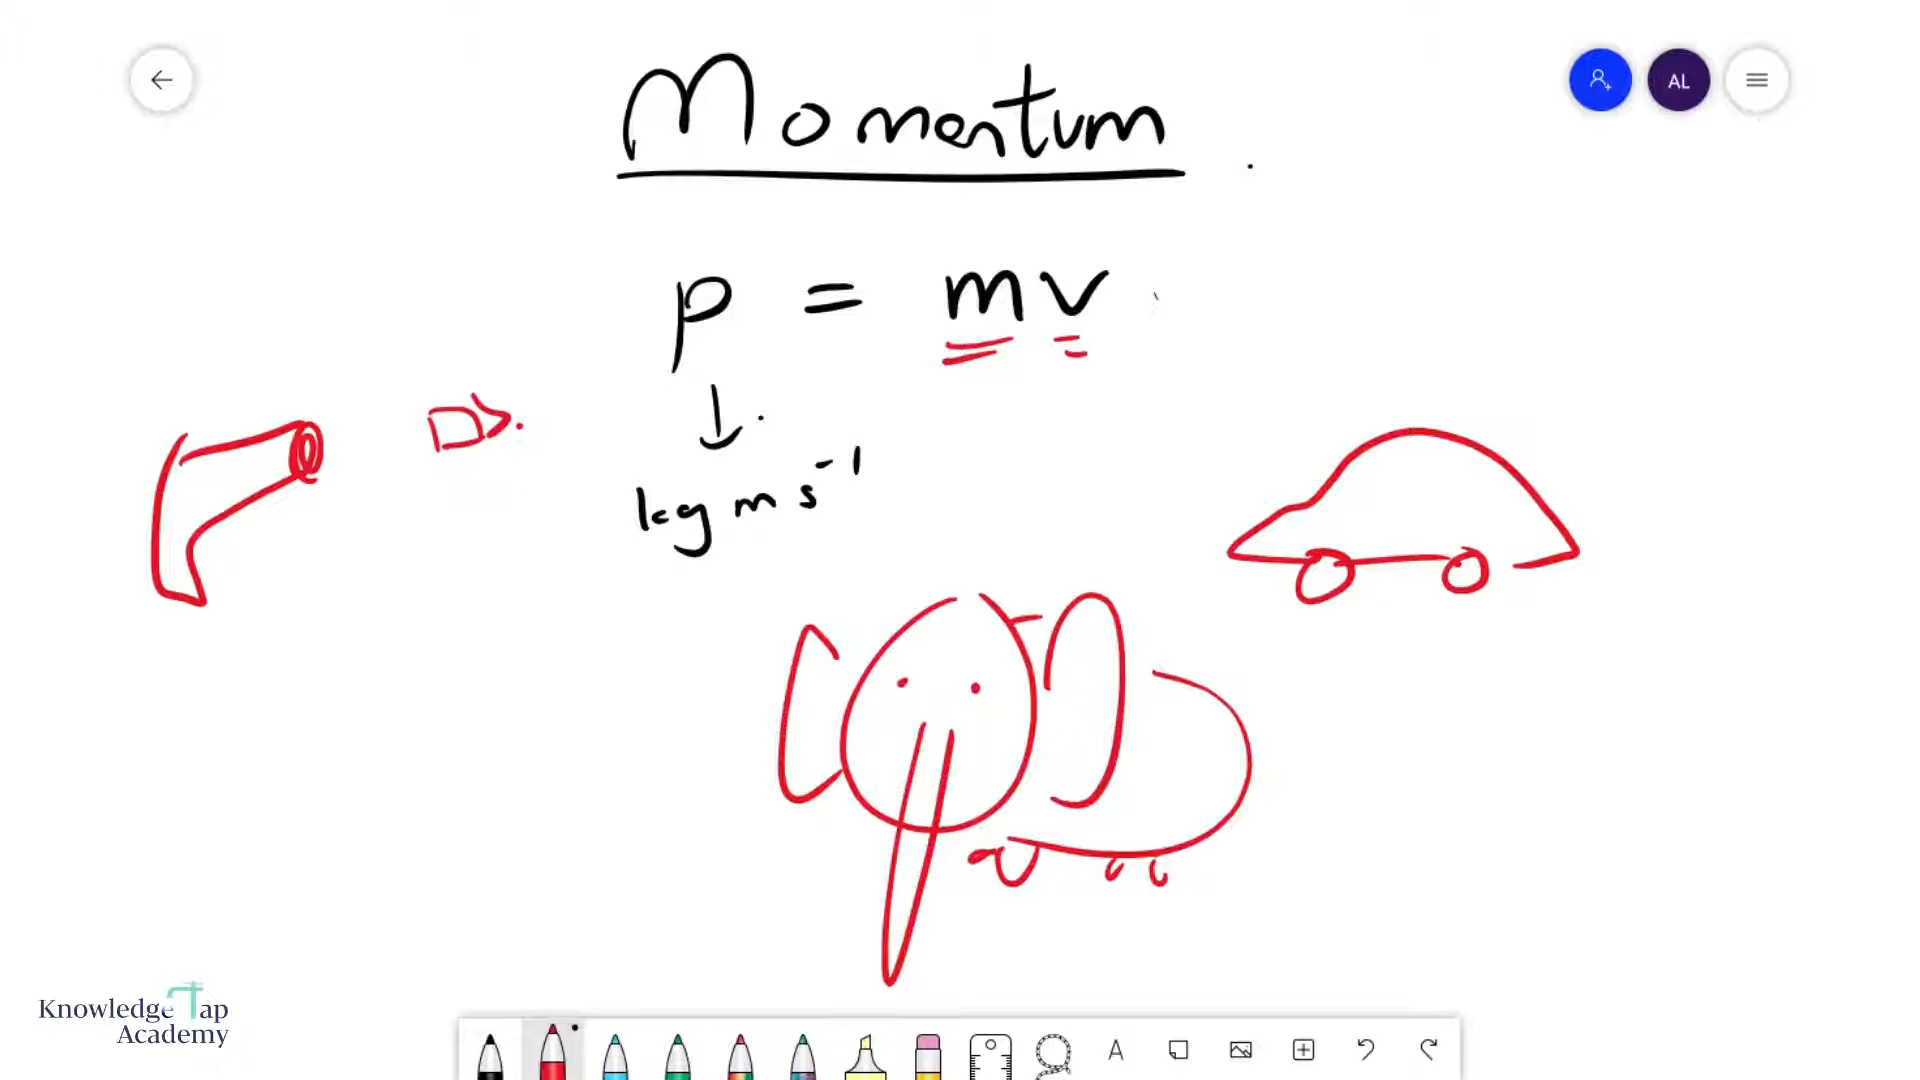 AL
Momentum
p = mv
kg m s⁻¹
Knowledge Tap
Academy
A